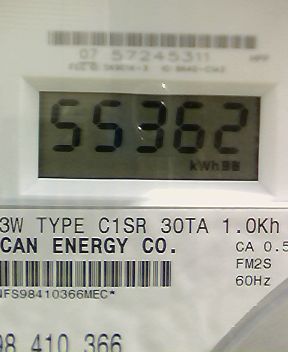 07 57245311
55362
kWh
3W TYPE C1SR 30TA 1.0Kh
CAN ENERGY CO.
CA 0.5
FM2S
60Hz
NFS98410366MEC*
98 410 366